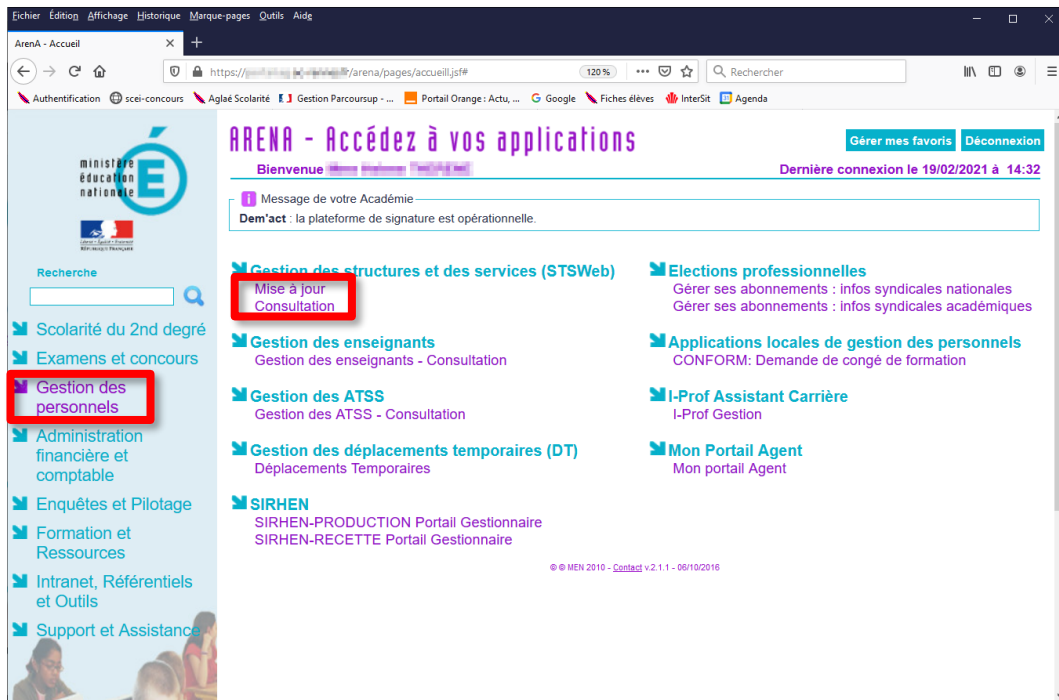 Fichier Édition Affichage Historique Marque-pages Outils Aide
ArenA - Accueil
https:// /arena/pages/accueill.jsf#
120 %
Rechercher
Authentification scei-concours Aglaé Scolarité Gestion Parcoursup - ... Portail Orange : Actu, ... Google Fiches élèves InterSit Agenda
ministère
éducation
nationale
Liberté • Égalité • Fraternité
RÉPUBLIQUE FRANÇAISE
Recherche
Scolarité du 2nd degré
Examens et concours
Gestion des
personnels
Administration
financière et
comptable
Enquêtes et Pilotage
Formation et
Ressources
Intranet, Référentiels
et Outils
Support et Assistance
ARENA - Accédez à vos applications
Gérer mes favoris Déconnexion
Bienvenue
Dernière connexion le 19/02/2021 à 14:32
Message de votre Académie
Dem'act : la plateforme de signature est opérationnelle.
Gestion des structures et des services (STSWeb)
Mise à jour
Consultation
Gestion des enseignants
Gestion des enseignants - Consultation
Gestion des ATSS
Gestion des ATSS - Consultation
Gestion des déplacements temporaires (DT)
Déplacements Temporaires
SIRHEN
SIRHEN-PRODUCTION Portail Gestionnaire
SIRHEN-RECETTE Portail Gestionnaire
Elections professionnelles
Gérer ses abonnements : infos syndicales nationales
Gérer ses abonnements : infos syndicales académiques
Applications locales de gestion des personnels
CONFORM: Demande de congé de formation
I-Prof Assistant Carrière
I-Prof Gestion
Mon Portail Agent
Mon portail Agent
© © MEN 2010 - Contact v.2.1.1 - 06/10/2016